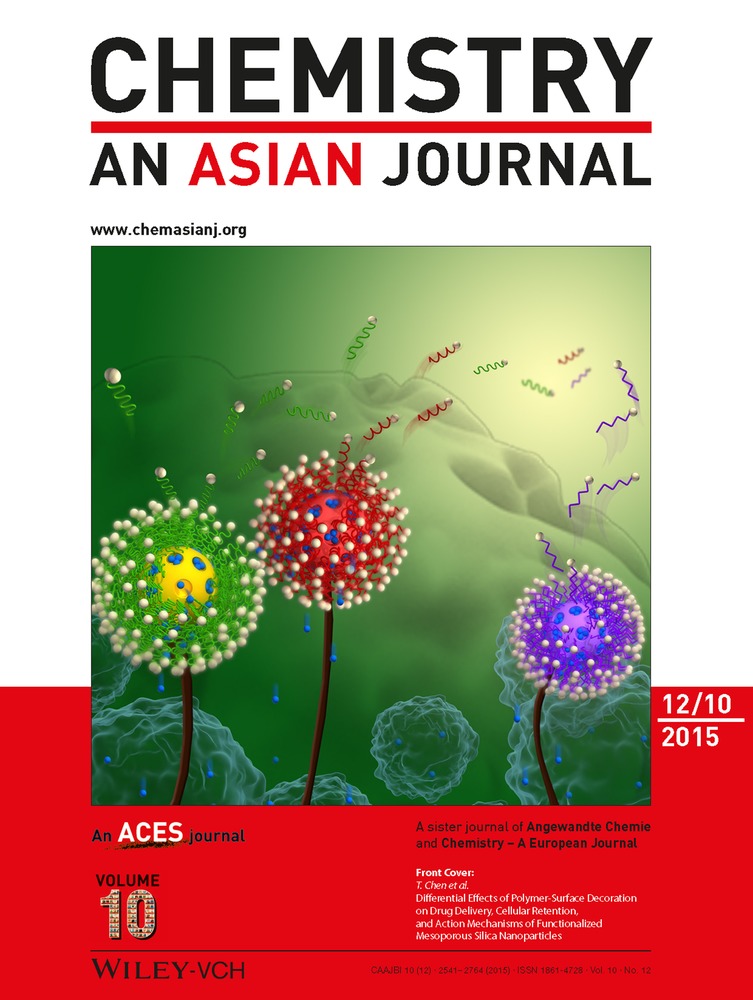 CHEMISTRY
AN ASIAN JOURNAL
www.chemasianj.org
12/10
2015
An ACES journal
A sister journal of Angewandte Chemie
and Chemistry – A European Journal
VOLUME
10
Front Cover:
T. Chen et al.
Differential Effects of Polymer-Surface Decoration
on Drug Delivery, Cellular Retention,
and Action Mechanisms of Functionalized
Mesoporous Silica Nanoparticles
WILEY-VCH
CAAJBI 10 (12) · 2541–2764 (2015) · ISSN 1861-4728 · Vol. 10 · No. 12